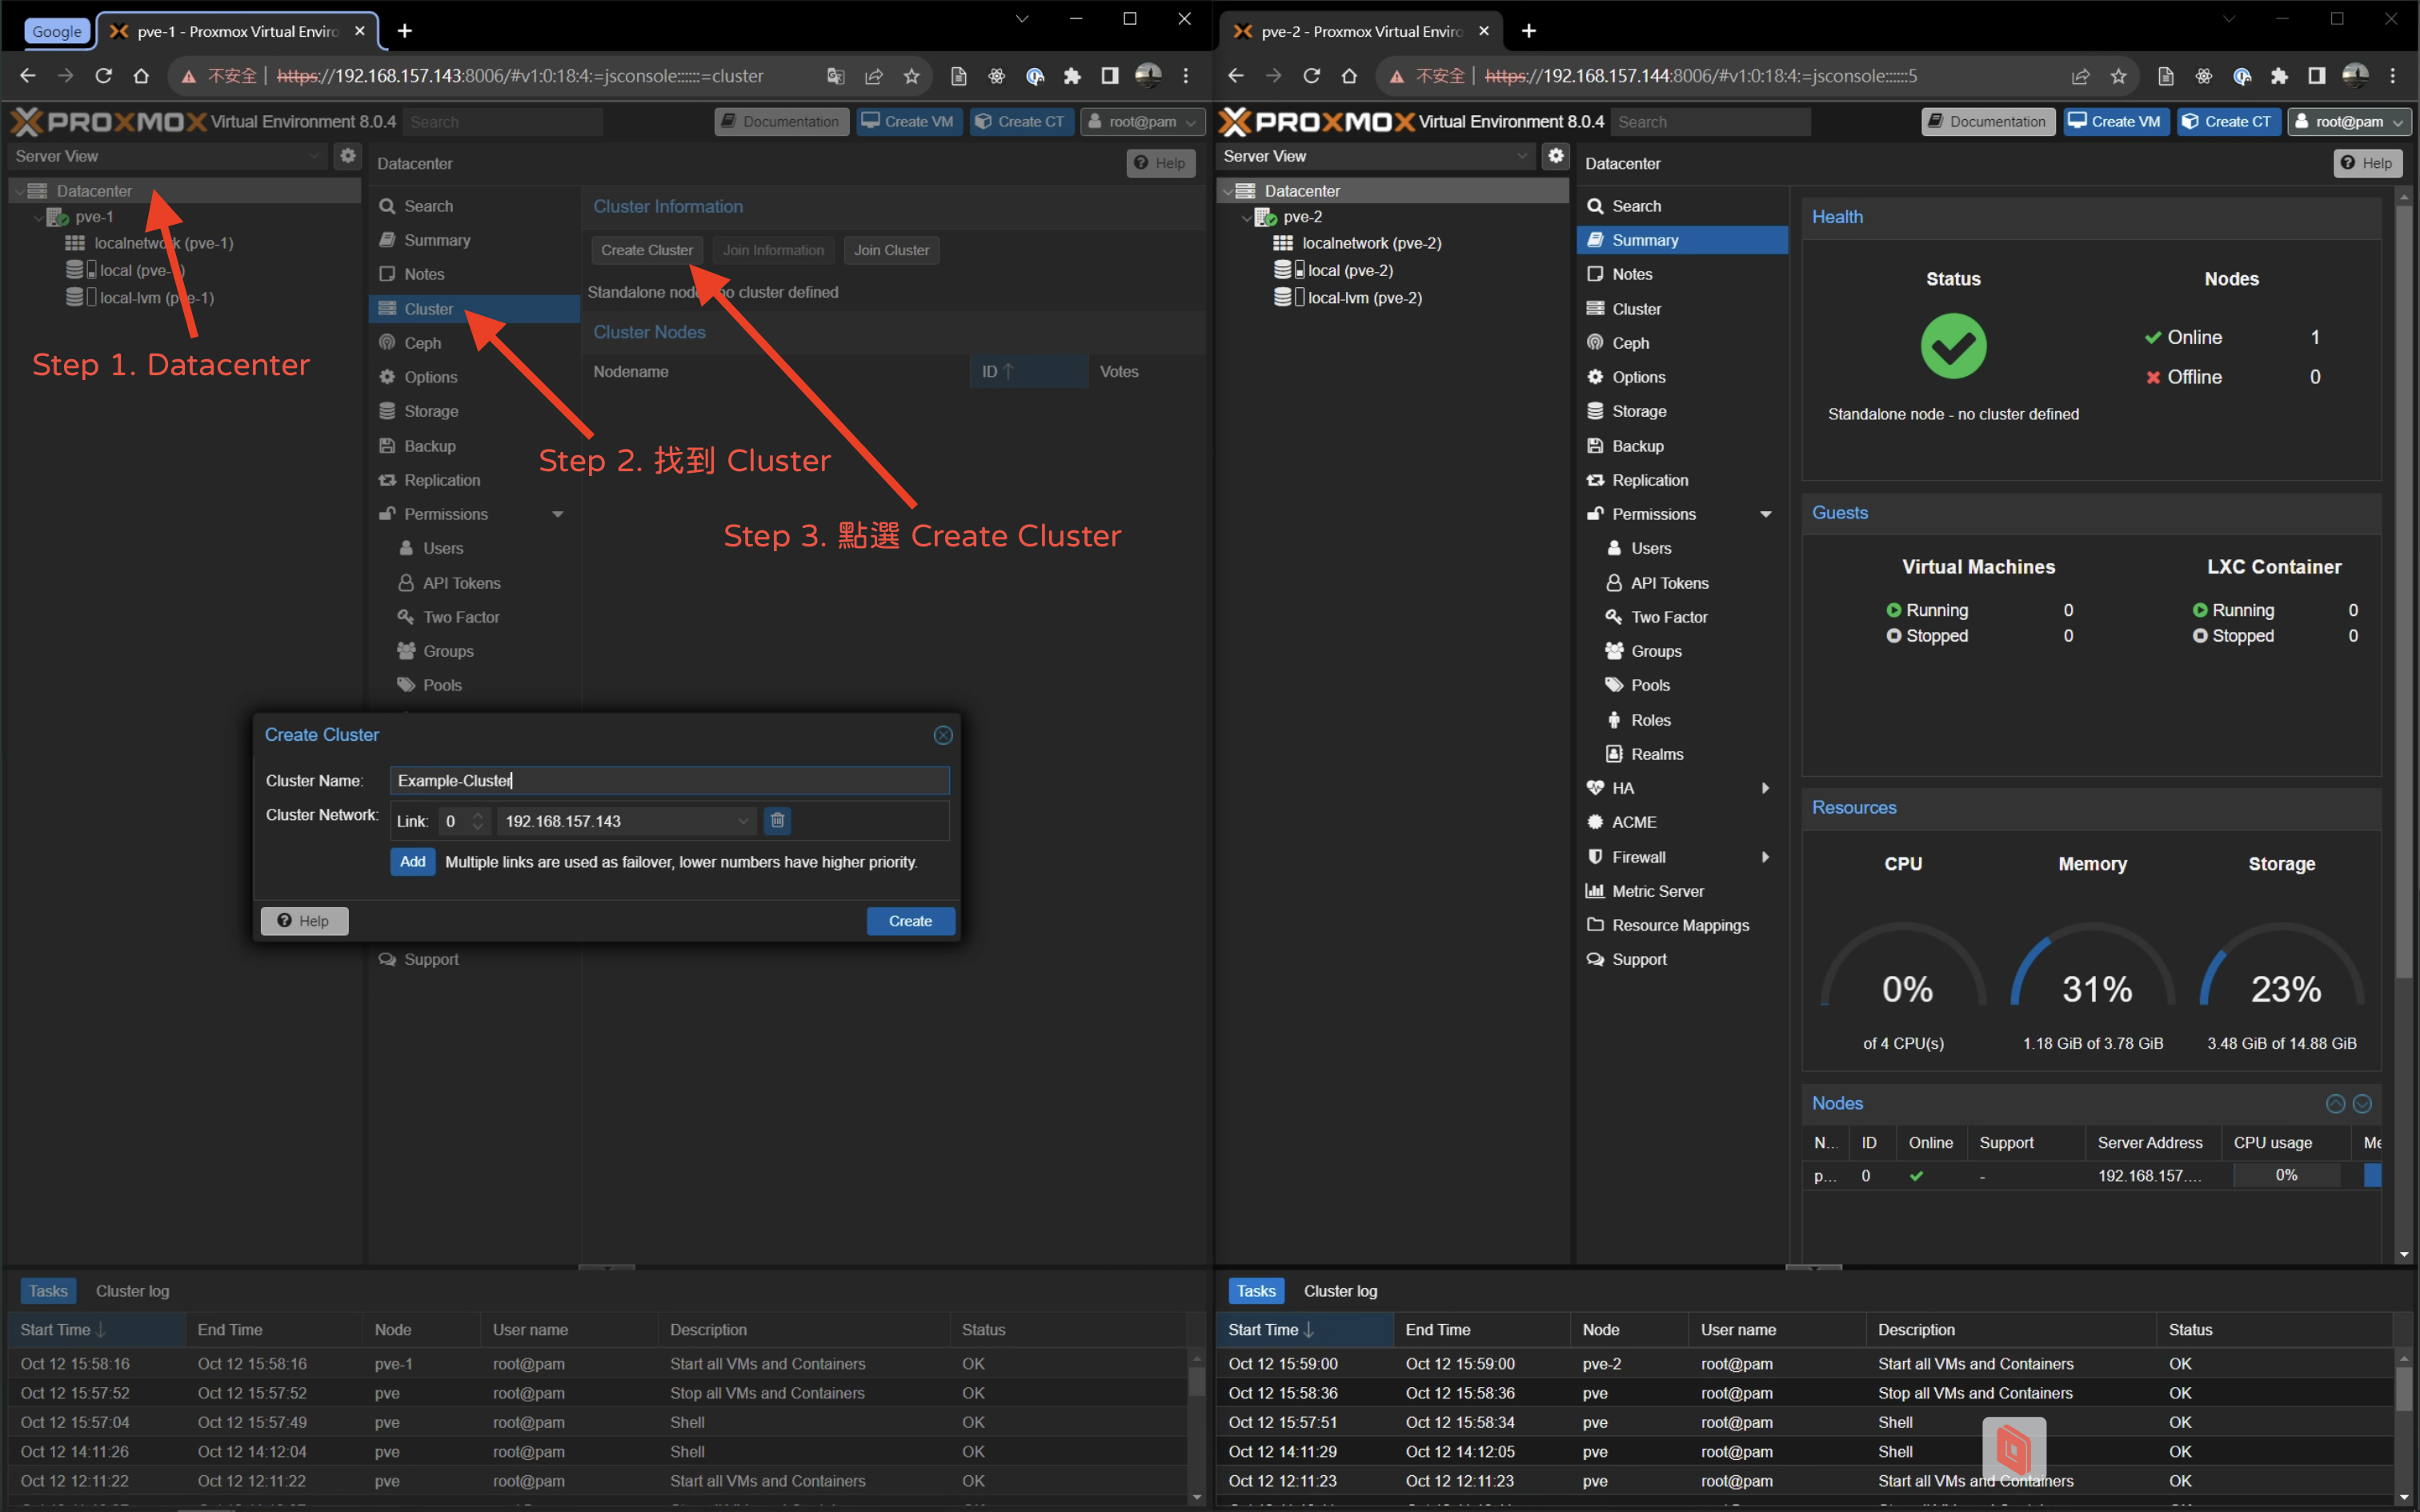 Google
pve-1 - Proxmox Virtual Enviro
不安全 | https://192.168.157.143:8006/#v1:0:18:4:=jsconsole::::::=cluster
PROXMOX Virtual Environment 8.0.4
Search
Documentation
Create VM
Create CT
root@pam
Server View
Datacenter
pve-1
localnetwork (pve-1)
local (pve-
local-lvm (pve-1)
Step 1. Datacenter
Datacenter
Help
Search
Summary
Notes
Cluster
Ceph
Options
Storage
Backup
Replication
Permissions
Users
API Tokens
Two Factor
Groups
Pools
Support
Cluster Information
Create Cluster
Join Information
Join Cluster
Standalone node no cluster defined
Cluster Nodes
Nodename
ID
Votes
Step 2. 找到 Cluster
Step 3. 點選 Create Cluster
Create Cluster
Cluster Name: Example-Cluster
Cluster Network: Link: 0 192.168.157.143
Add Multiple links are used as failover, lower numbers have higher priority.
Help
Create
Tasks
Cluster log
Start Time End Time Node User name Description Status
Oct 12 15:58:16 Oct 12 15:58:16 pve-1 root@pam Start all VMs and Containers OK
Oct 12 15:57:52 Oct 12 15:57:52 pve root@pam Stop all VMs and Containers OK
Oct 12 15:57:04 Oct 12 15:57:49 pve root@pam Shell OK
Oct 12 14:11:26 Oct 12 14:12:04 pve root@pam Shell OK
Oct 12 12:11:22 Oct 12 12:11:22 pve root@pam Start all VMs and Containers OK
pve-2 - Proxmox Virtual Enviro
不安全 | https://192.168.157.144:8006/#v1:0:18:4:=jsconsole::::::5
PROXMOX Virtual Environment 8.0.4
Search
Documentation
Create VM
Create CT
root@pam
Server View
Datacenter
pve-2
localnetwork (pve-2)
local (pve-2)
local-lvm (pve-2)
Datacenter
Help
Search
Summary
Notes
Cluster
Ceph
Options
Storage
Backup
Replication
Permissions
Users
API Tokens
Two Factor
Groups
Pools
Roles
Realms
HA
ACME
Firewall
Metric Server
Resource Mappings
Support
Health
Status
Nodes
Online 1
Offline 0
Standalone node - no cluster defined
Guests
Virtual Machines
LXC Container
Running 0
Stopped 0
Running 0
Stopped 0
Resources
CPU
Memory
Storage
0%
31%
23%
of 4 CPU(s)
1.18 GiB of 3.78 GiB
3.48 GiB of 14.88 GiB
Nodes
N... ID Online Support Server Address CPU usage Me
p... 0 - 192.168.157.... 0%
Tasks
Cluster log
Start Time End Time Node User name Description Status
Oct 12 15:59:00 Oct 12 15:59:00 pve-2 root@pam Start all VMs and Containers OK
Oct 12 15:58:36 Oct 12 15:58:36 pve root@pam Stop all VMs and Containers OK
Oct 12 15:57:51 Oct 12 15:58:34 pve root@pam Shell OK
Oct 12 14:11:29 Oct 12 14:12:05 pve root@pam Shell OK
Oct 12 12:11:23 Oct 12 12:11:23 pve root@pam Start all VMs and Containers OK